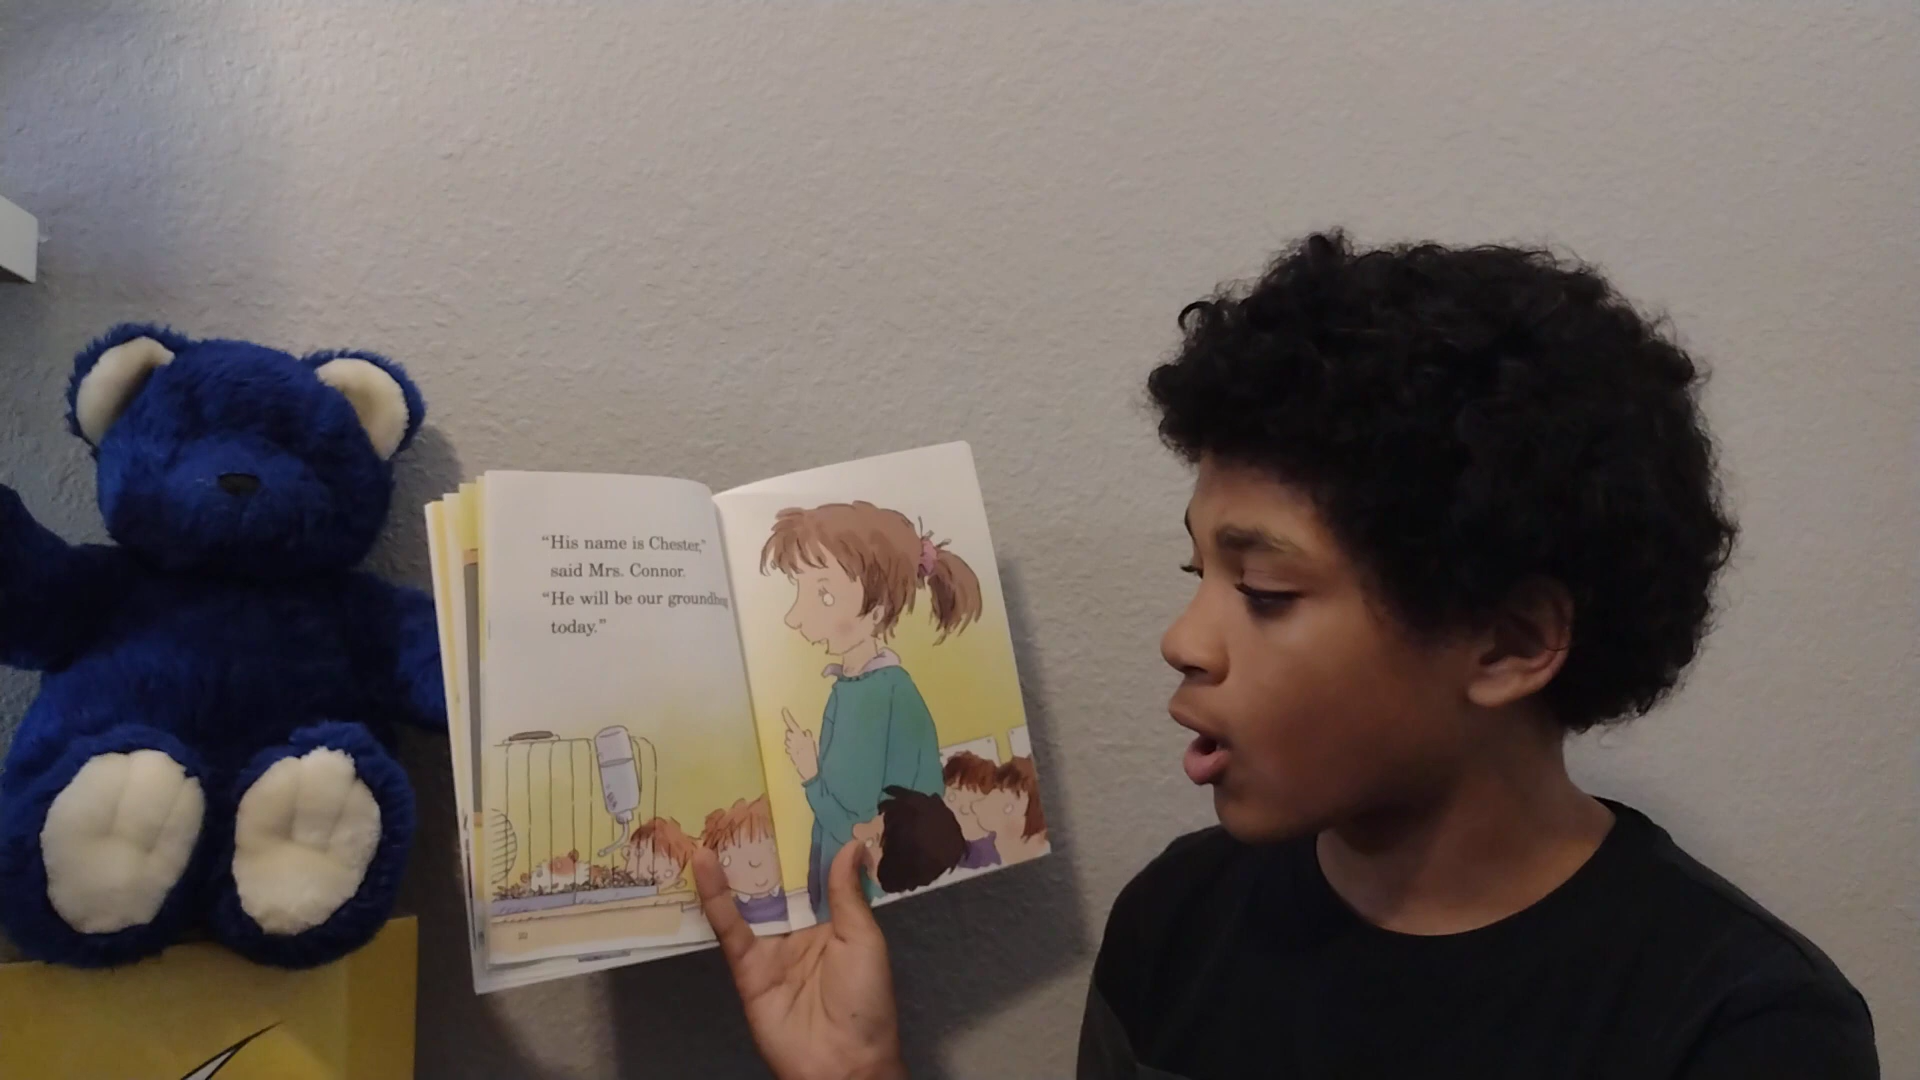 “His name is Chester,”
said Mrs. Connor.
“He will be our groundhog
today.”